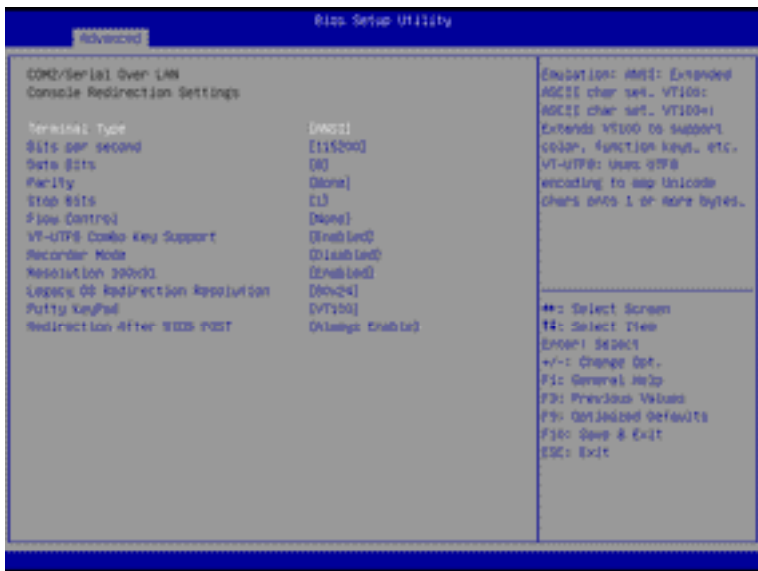 Bios Setup Utility
Advanced
COM2/Serial Over LAN
Console Redirection Settings
Terminal Type [ANSI]
Bits per second [115200]
Data Bits [8]
Parity [None]
Stop Bits [1]
Flow Control [None]
VT-UTF8 Combo Key Support [Enabled]
Recorder Mode [Disabled]
Resolution 100x31 [Enabled]
Legacy OS Redirection Resolution [80x24]
Putty KeyPad [VT100]
Redirection After BIOS POST [Always Enable]
Emulation: ANSI: Extended
ASCII char set. VT100:
ASCII char set. VT100+:
Extends VT100 to support
color, function keys, etc.
VT-UTF8: Uses UTF8
encoding to map Unicode
chars onto 1 or more bytes.
: Select Screen
: Select Item
Enter: Select
+/-: Change Opt.
F1: General Help
: Previous Values
F9: Optimized Defaults
F10: Save & Exit
ESC: Exit